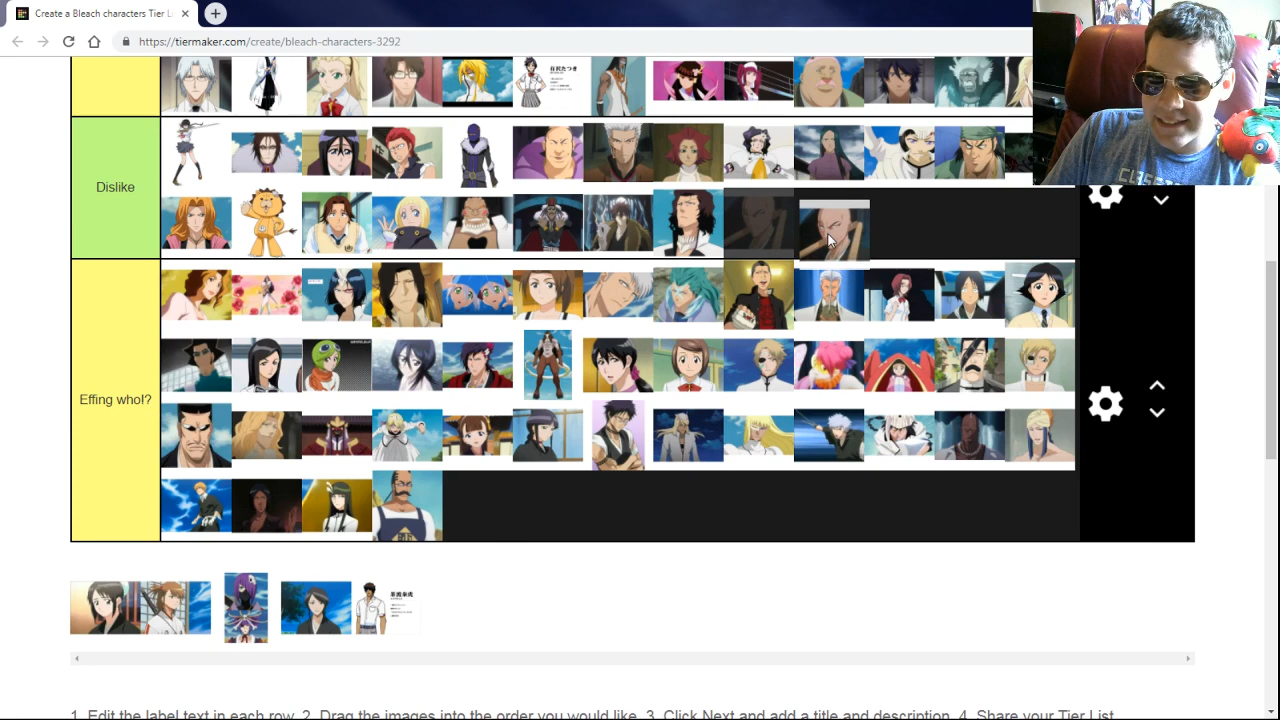 Create a Bleach characters Tier Li
https://tiermaker.com/create/bleach-characters-3292
Dislike
Effing who!?
1. Edit the label text in each row. 2. Drag the images into the order you would like. 3. Click Next and add a title and description. 4. Share your Tier List.